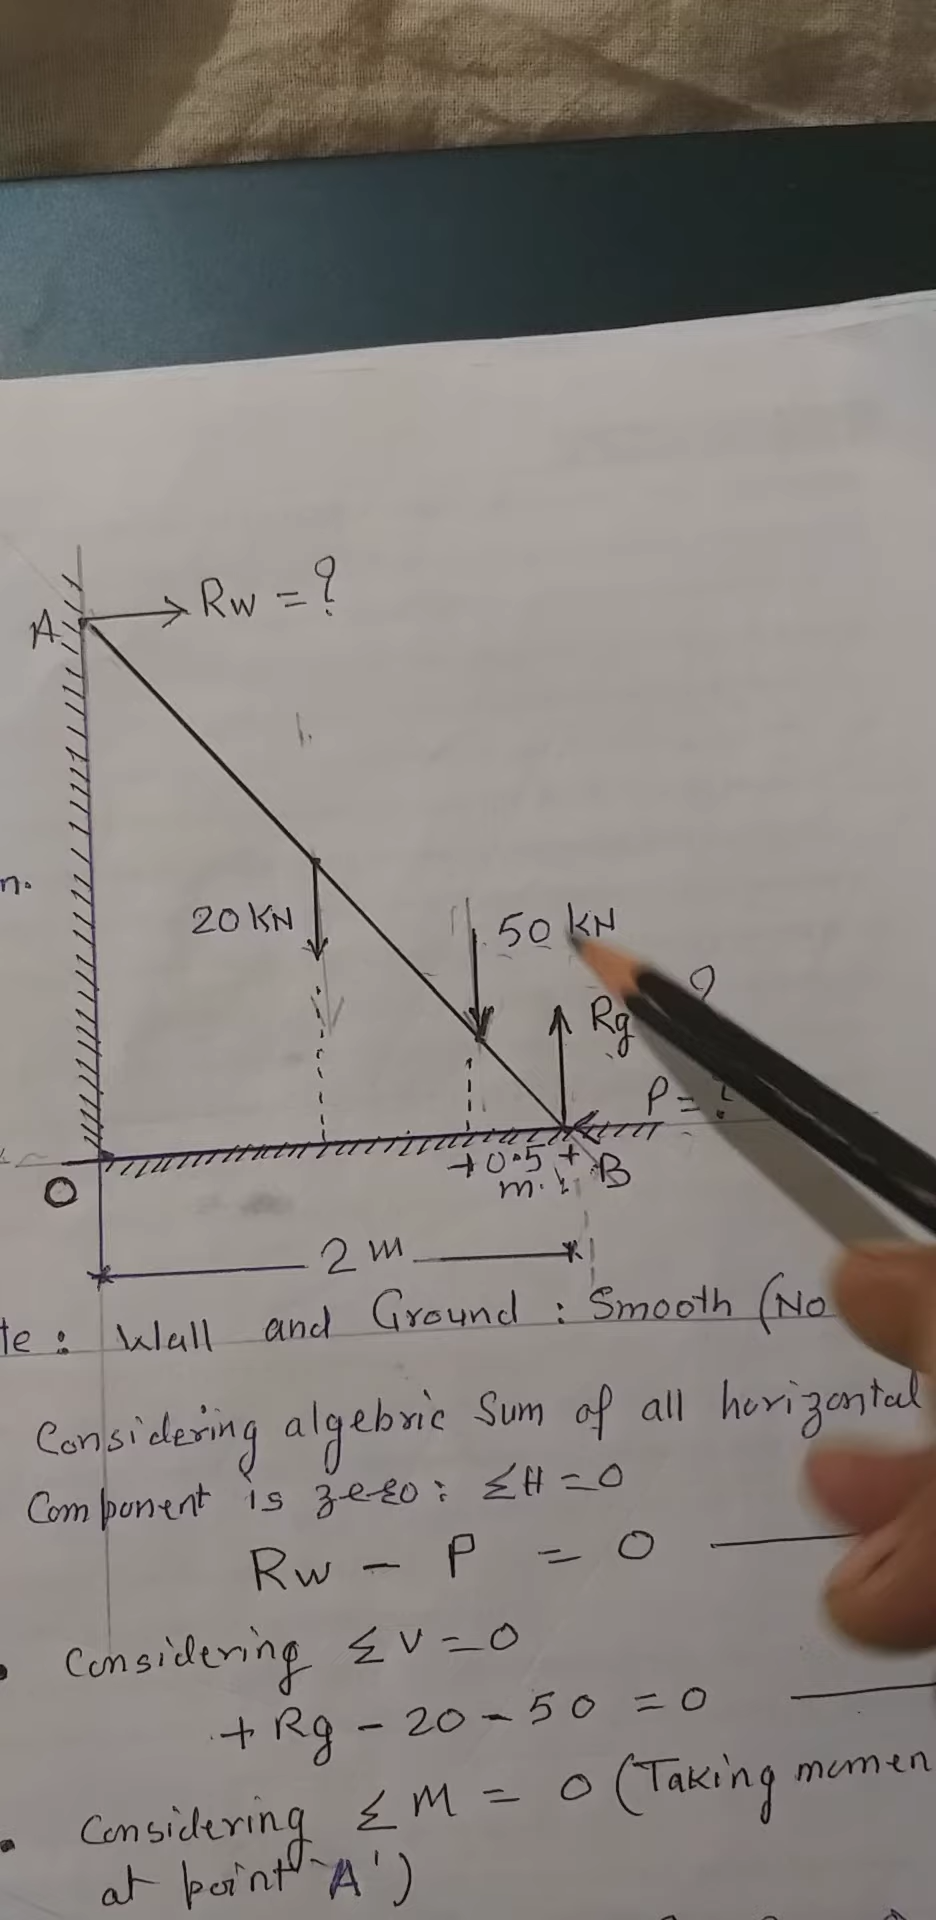 A
Rw = ?
n.
20 KN
50 KN
Rg ?
P = ?
0.5
m.
B
O
2 m
te : Wall and Ground : Smooth (No
Considering algebric Sum of all horizontal
Component is zero : ΣH = 0
Rw - P = 0
• Considering ΣV = 0
+ Rg - 20 - 50 = 0
• Considering ΣM = 0 (Taking momen
at point 'A')